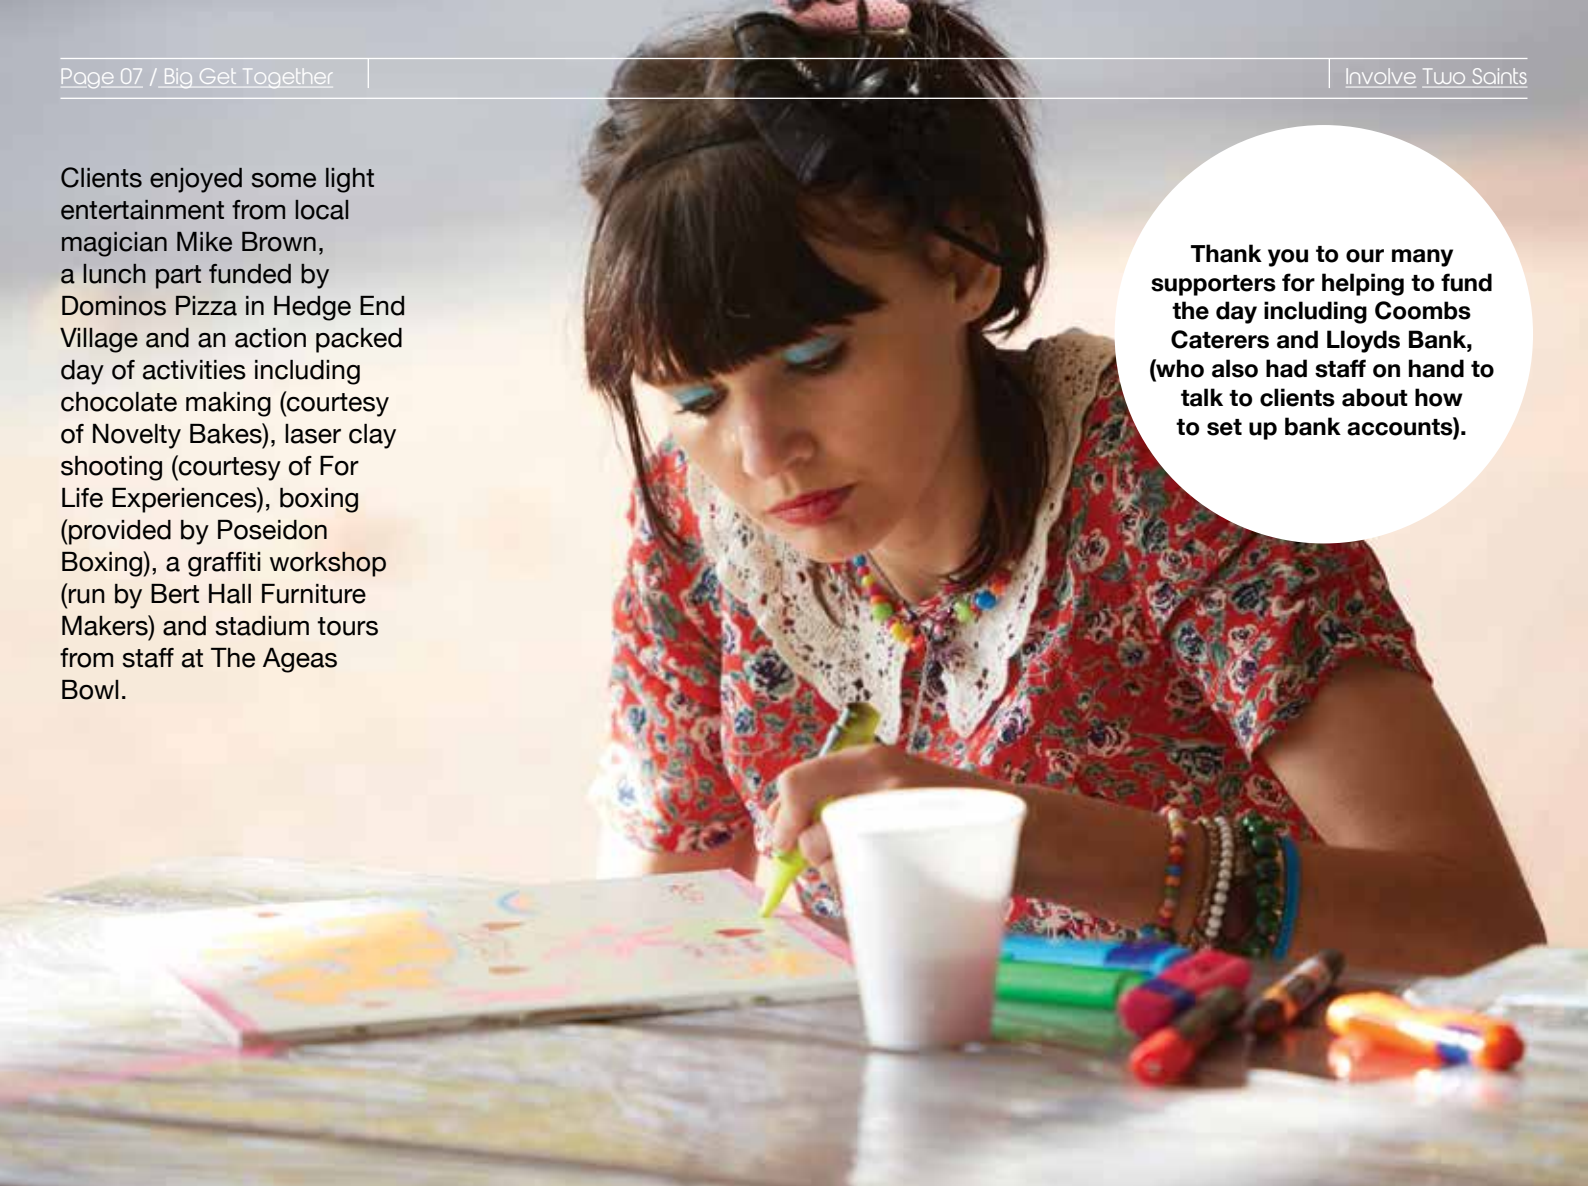 Page 07 / Big Get Together
Involve Two Saints
Clients enjoyed some light
entertainment from local
magician Mike Brown,
a lunch part funded by
Dominos Pizza in Hedge End
Village and an action packed
day of activities including
chocolate making (courtesy
of Novelty Bakes), laser clay
shooting (courtesy of For
Life Experiences), boxing
(provided by Poseidon
Boxing), a graffiti workshop
(run by Bert Hall Furniture
Makers) and stadium tours
from staff at The Ageas
Bowl.
Thank you to our many
supporters for helping to fund
the day including Coombs
Caterers and Lloyds Bank,
(who also had staff on hand to
talk to clients about how
to set up bank accounts).